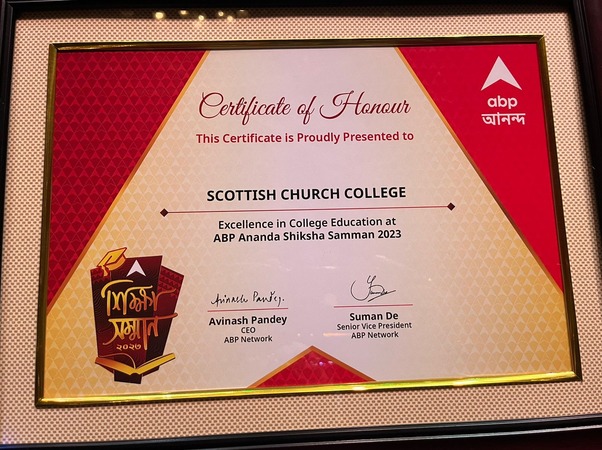 Certificate of Honour
abp
আনন্দ
This Certificate is Proudly Presented to
SCOTTISH CHURCH COLLEGE
Excellence in College Education at
ABP Ananda Shiksha Samman 2023
শিক্ষা
সম্মান
২০২৩
Avinash Pandey.
Avinash Pandey
CEO
ABP Network
Suman De
Senior Vice President
ABP Network